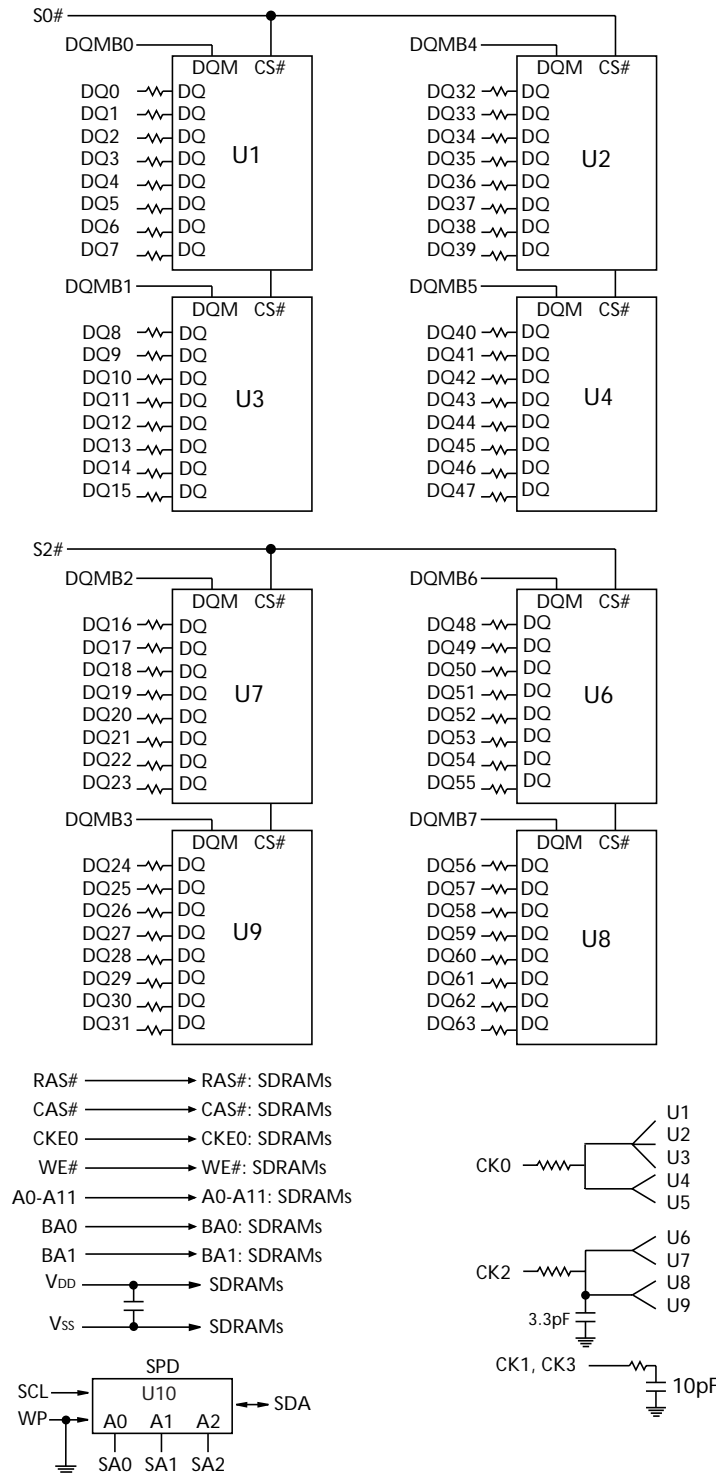 S0#
DQMB0
DQM CS#
DQ0 DQ
DQ1 DQ
DQ2 DQ
DQ3 DQ
DQ4 DQ
DQ5 DQ
DQ6 DQ
DQ7 DQ
U1
DQMB4
DQM CS#
DQ32 DQ
DQ33 DQ
DQ34 DQ
DQ35 DQ
DQ36 DQ
DQ37 DQ
DQ38 DQ
DQ39 DQ
U2
DQMB1
DQM CS#
DQ8 DQ
DQ9 DQ
DQ10 DQ
DQ11 DQ
DQ12 DQ
DQ13 DQ
DQ14 DQ
DQ15 DQ
U3
DQMB5
DQM CS#
DQ40 DQ
DQ41 DQ
DQ42 DQ
DQ43 DQ
DQ44 DQ
DQ45 DQ
DQ46 DQ
DQ47 DQ
U4
S2#
DQMB2
DQM CS#
DQ16 DQ
DQ17 DQ
DQ18 DQ
DQ19 DQ
DQ20 DQ
DQ21 DQ
DQ22 DQ
DQ23 DQ
U7
DQMB6
DQM CS#
DQ48 DQ
DQ49 DQ
DQ50 DQ
DQ51 DQ
DQ52 DQ
DQ53 DQ
DQ54 DQ
DQ55 DQ
U6
DQMB3
DQM CS#
DQ24 DQ
DQ25 DQ
DQ26 DQ
DQ27 DQ
DQ28 DQ
DQ29 DQ
DQ30 DQ
DQ31 DQ
U9
DQMB7
DQM CS#
DQ56 DQ
DQ57 DQ
DQ58 DQ
DQ59 DQ
DQ60 DQ
DQ61 DQ
DQ62 DQ
DQ63 DQ
U8
RAS# RAS#: SDRAMs
CAS# CAS#: SDRAMs
CKE0 CKE0: SDRAMs
WE# WE#: SDRAMs
A0-A11 A0-A11: SDRAMs
BA0 BA0: SDRAMs
BA1 BA1: SDRAMs
VDD SDRAMs
VSS SDRAMs
SPD
U10
SCL
WP
A0 A1 A2
SDA
SA0 SA1 SA2
CK0
U1
U2
U3
U4
U5
CK2
U6
U7
U8
U9
3.3pF
CK1, CK3
10pF